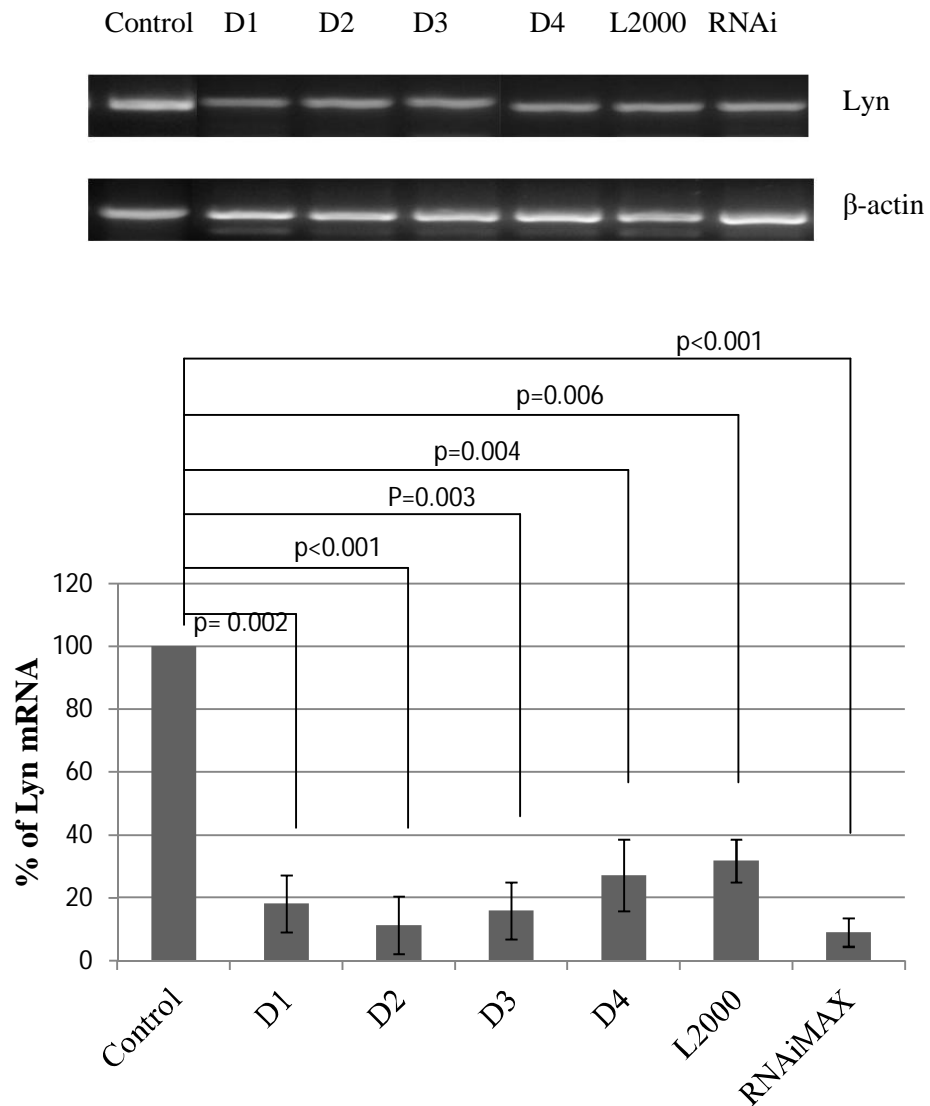 Control D1 D2 D3 D4 L2000 RNAi
Lyn
β-actin
p<0.001
p=0.006
p=0.004
P=0.003
p<0.001
p= 0.002
120
100
80
60
40
20
0
% of Lyn mRNA
Control D1 D2 D3 D4 L2000 RNAiMAX